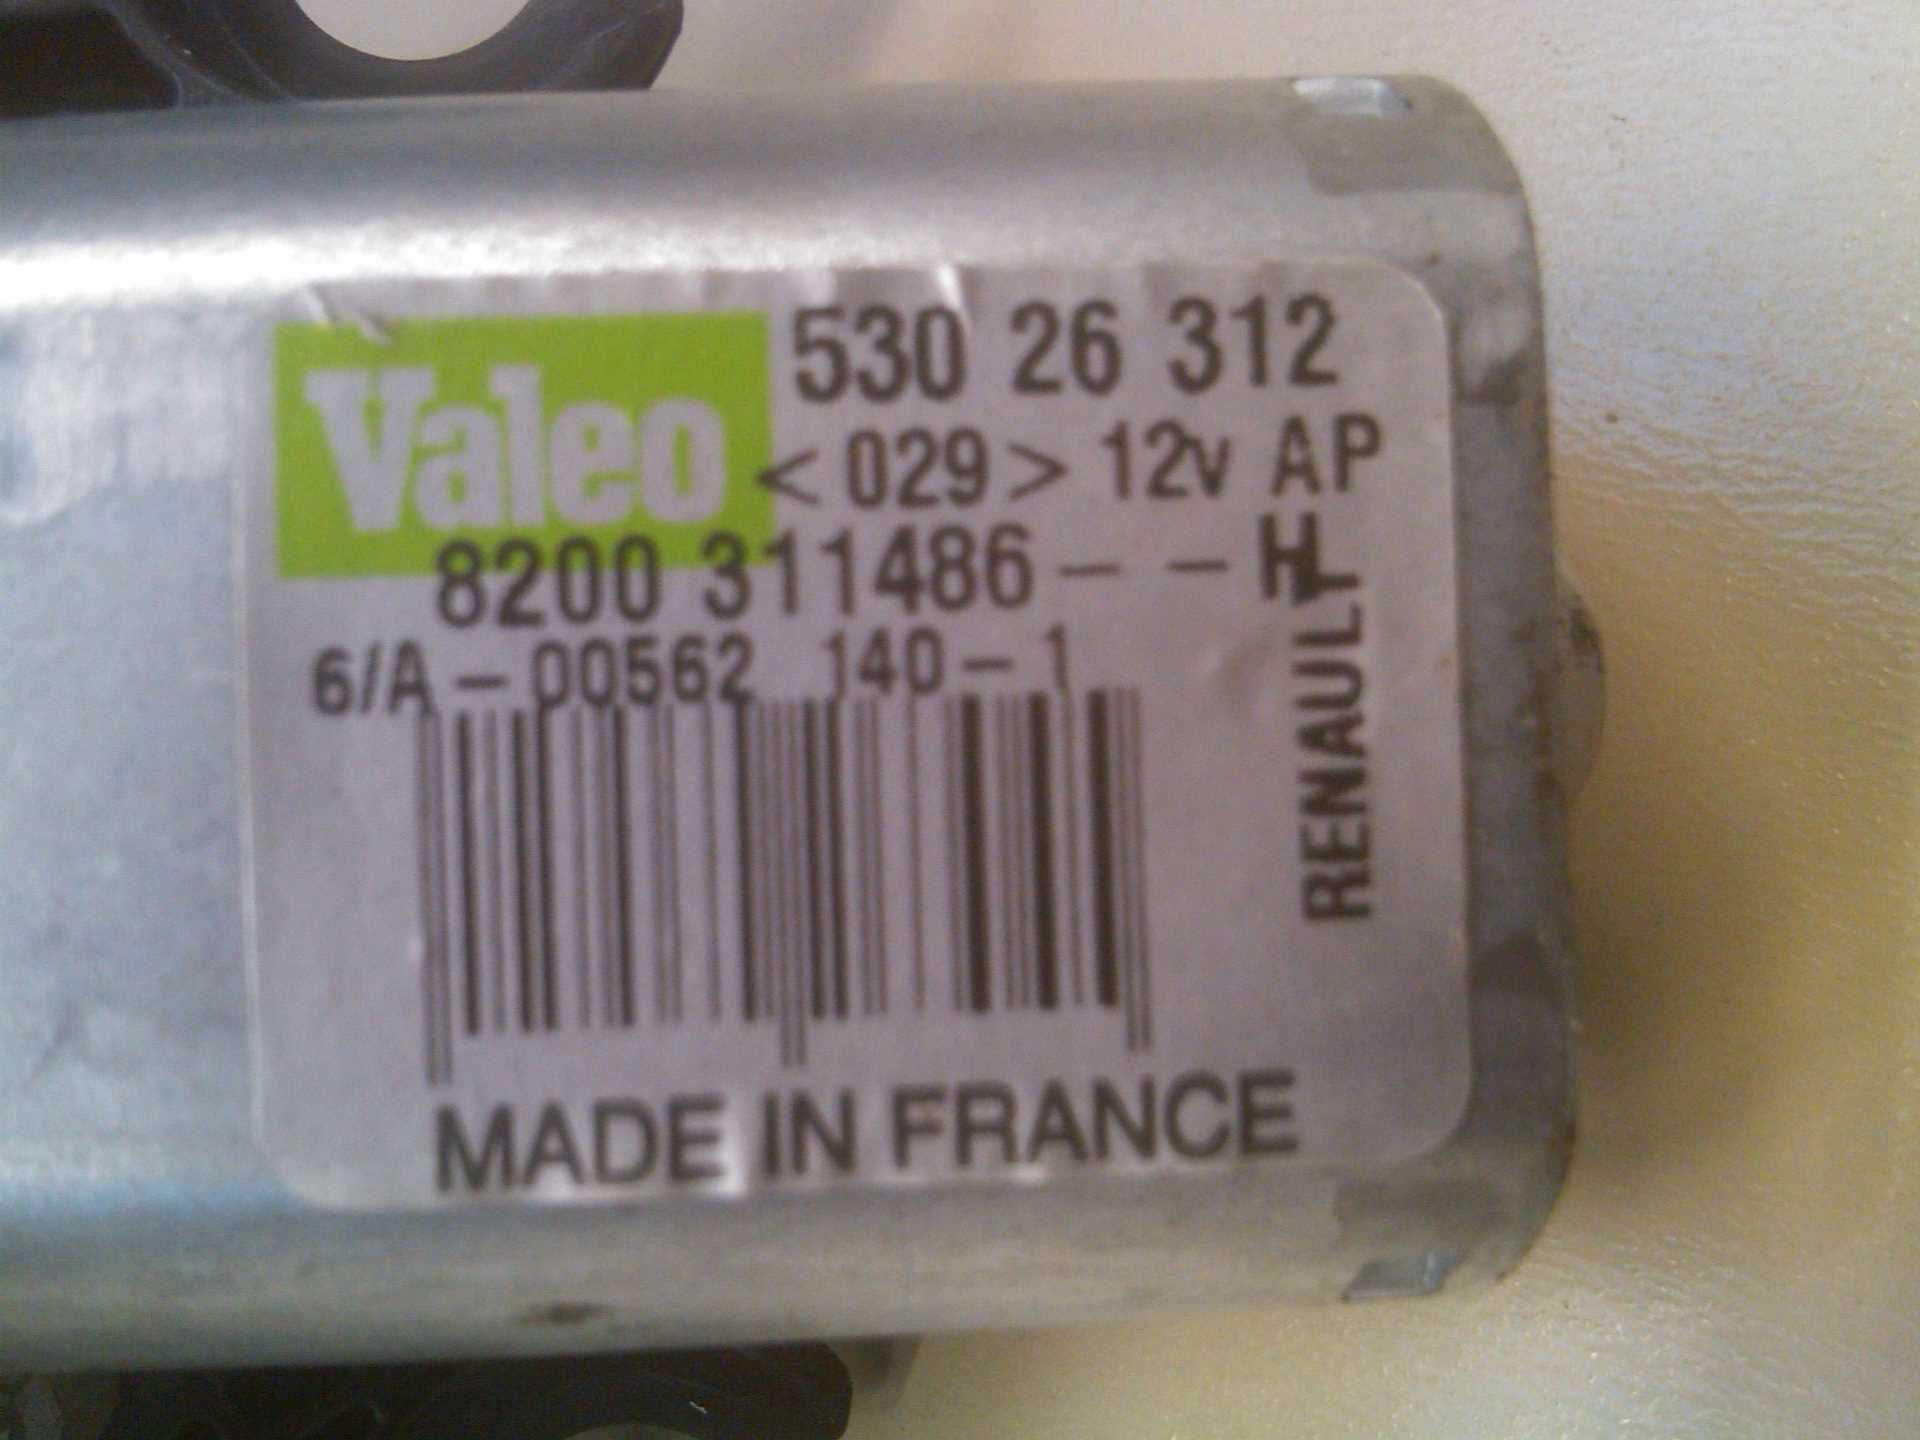 Valeo
530 26 312
<029> 12v AP
8200 311486 - - H
6/A - 00562 140 - 1
RENAULT
MADE IN FRANCE